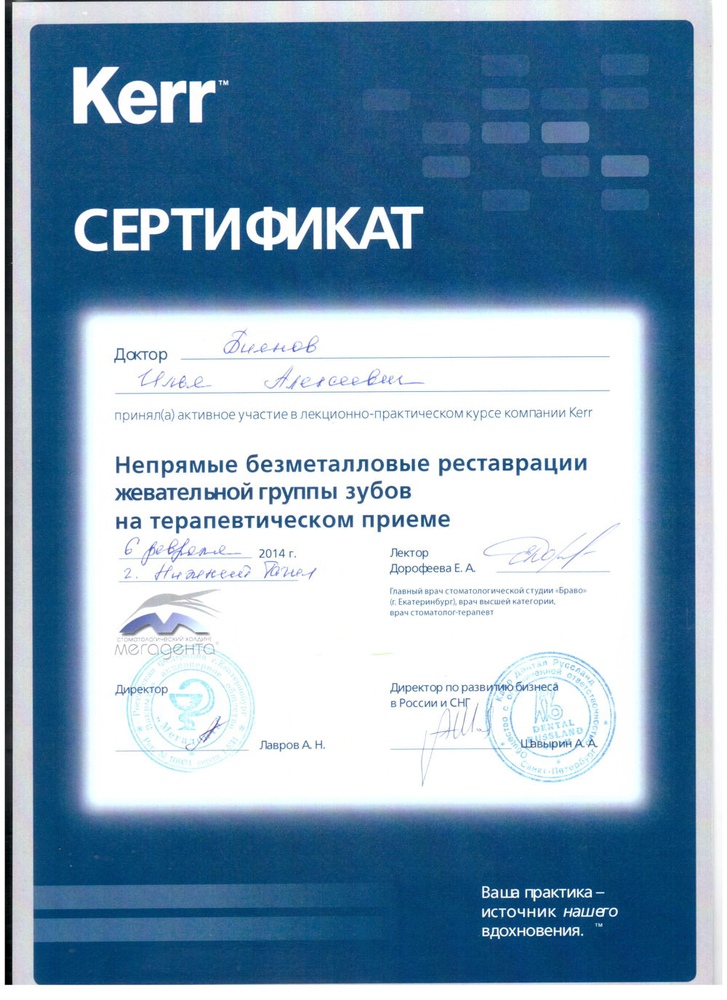 Kerr™
СЕРТИФИКАТ
Доктор
Илья Алексеевич
принял(а) активное участие в лекционно-практическом курсе компании Kerr
Непрямые безметалловые реставрации
жевательной группы зубов
на терапевтическом приеме
6 февраля 2014 г.
г. Нижний Тагил
Лектор
Дорофеева Е. А.
Главный врач стоматологической студии «Браво»
(г. Екатеринбург), врач высшей категории,
врач стоматолог-терапевт
стоматологический холдинг
мегадента
Директор
Лавров А. Н.
Директор по развитию бизнеса
в России и СНГ
Шавырин А. А.
DENTAL
RUSSLAND
Санкт-Петербург
Ваша практика –
источник нашего
вдохновения. ™